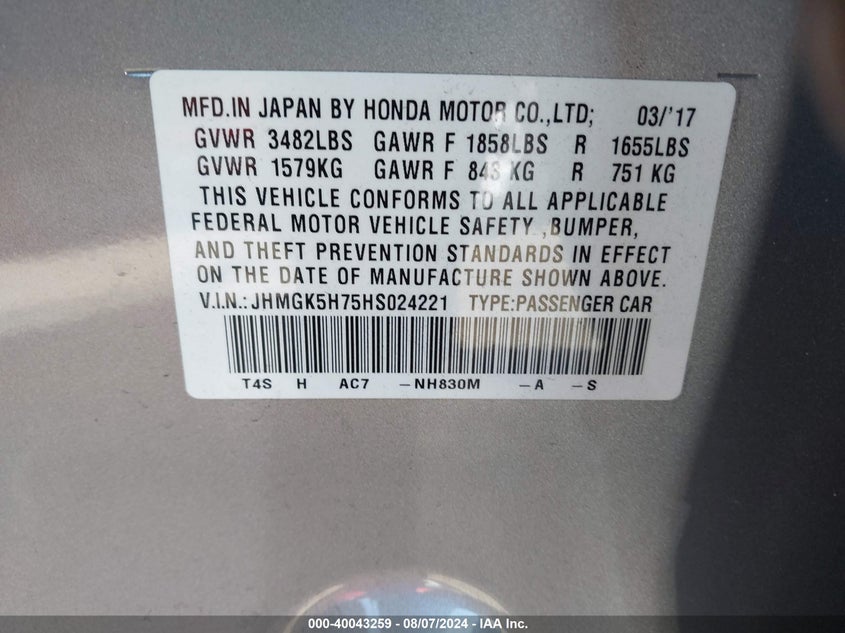 MFD.IN JAPAN BY HONDA MOTOR CO.,LTD; 03/'17
GVWR 3482LBS GAWR F 1858LBS R 1655LBS
GVWR 1579KG GAWR F 843 KG R 751 KG
THIS VEHICLE CONFORMS TO ALL APPLICABLE
FEDERAL MOTOR VEHICLE SAFETY ,BUMPER,
AND THEFT PREVENTION STANDARDS IN EFFECT
ON THE DATE OF MANUFACTURE SHOWN ABOVE.
V.I.N.: JHMGK5H75HS024221 TYPE:PASSENGER CAR
T4S H AC7 -NH830M -A -S
000-40043259 - 08/07/2024 - IAA Inc.